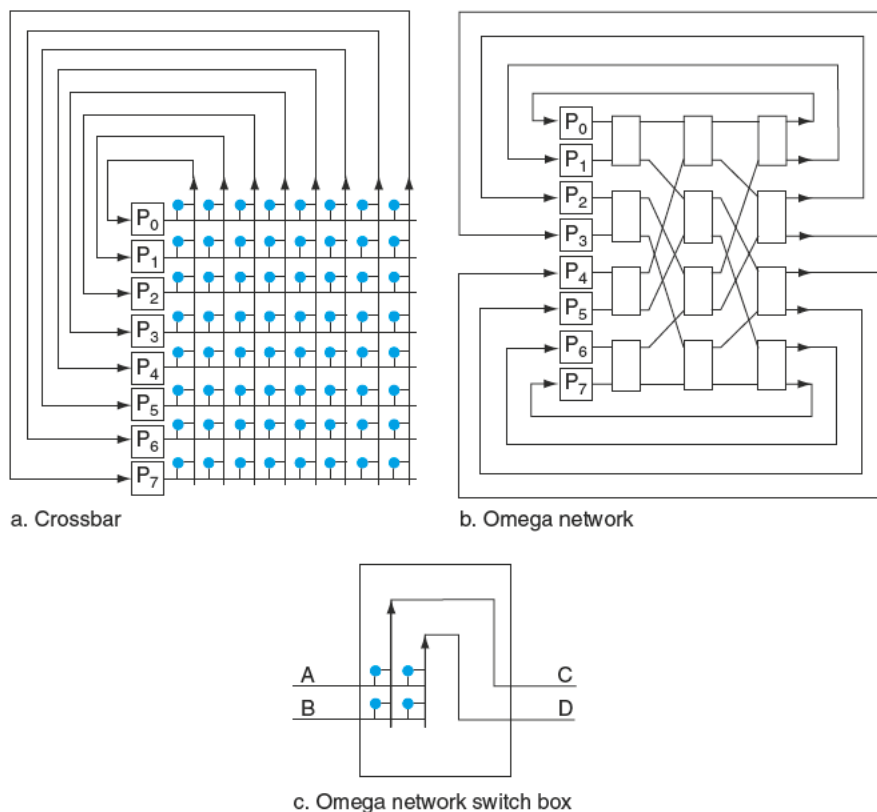 P0
P1
P2
P3
P4
P5
P6
P7
a. Crossbar
P0
P1
P2
P3
P4
P5
P6
P7
b. Omega network
A
B
C
D
c. Omega network switch box